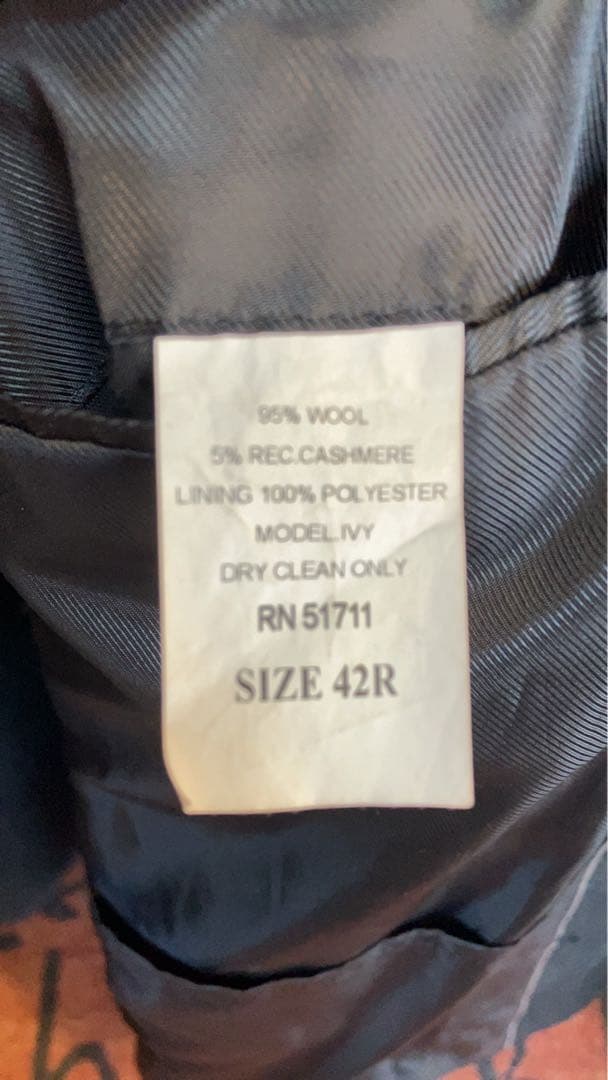 95% WOOL
5% REC.CASHMERE
LINING 100% POLYESTER
MODEL.IVY
DRY CLEAN ONLY
RN 51711
SIZE 42R